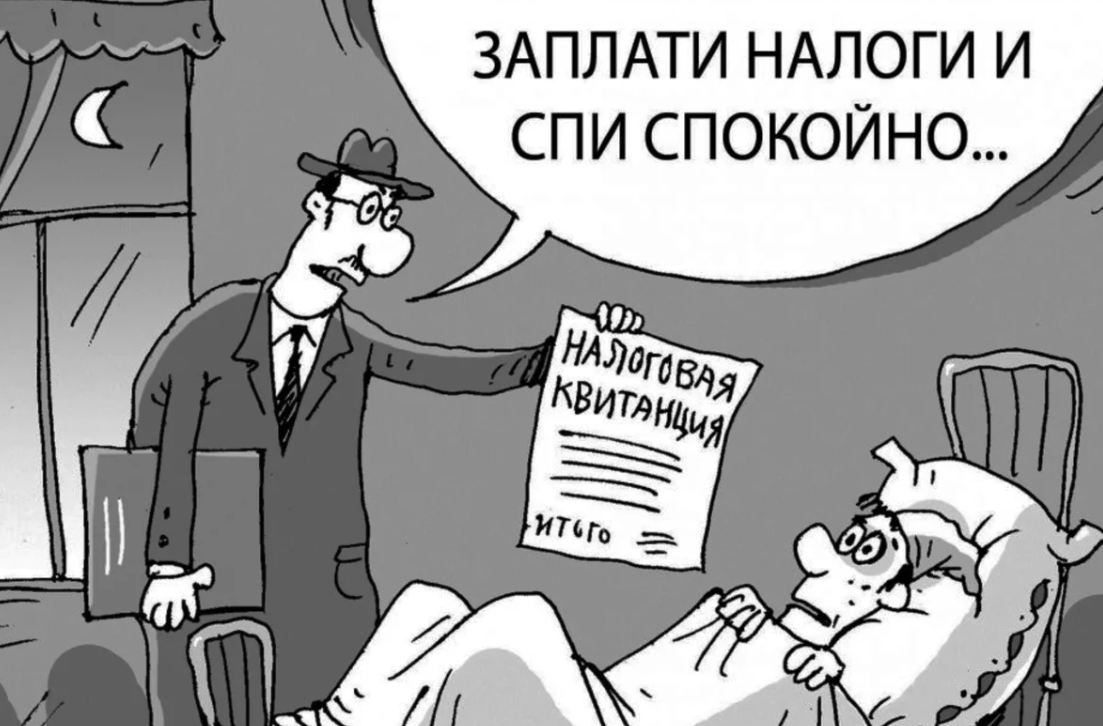 ЗАПЛАТИ НАЛОГИ И
СПИ СПОКОЙНО...
НАЛОГОВАЯ
КВИТАНЦИЯ
ИТОГО